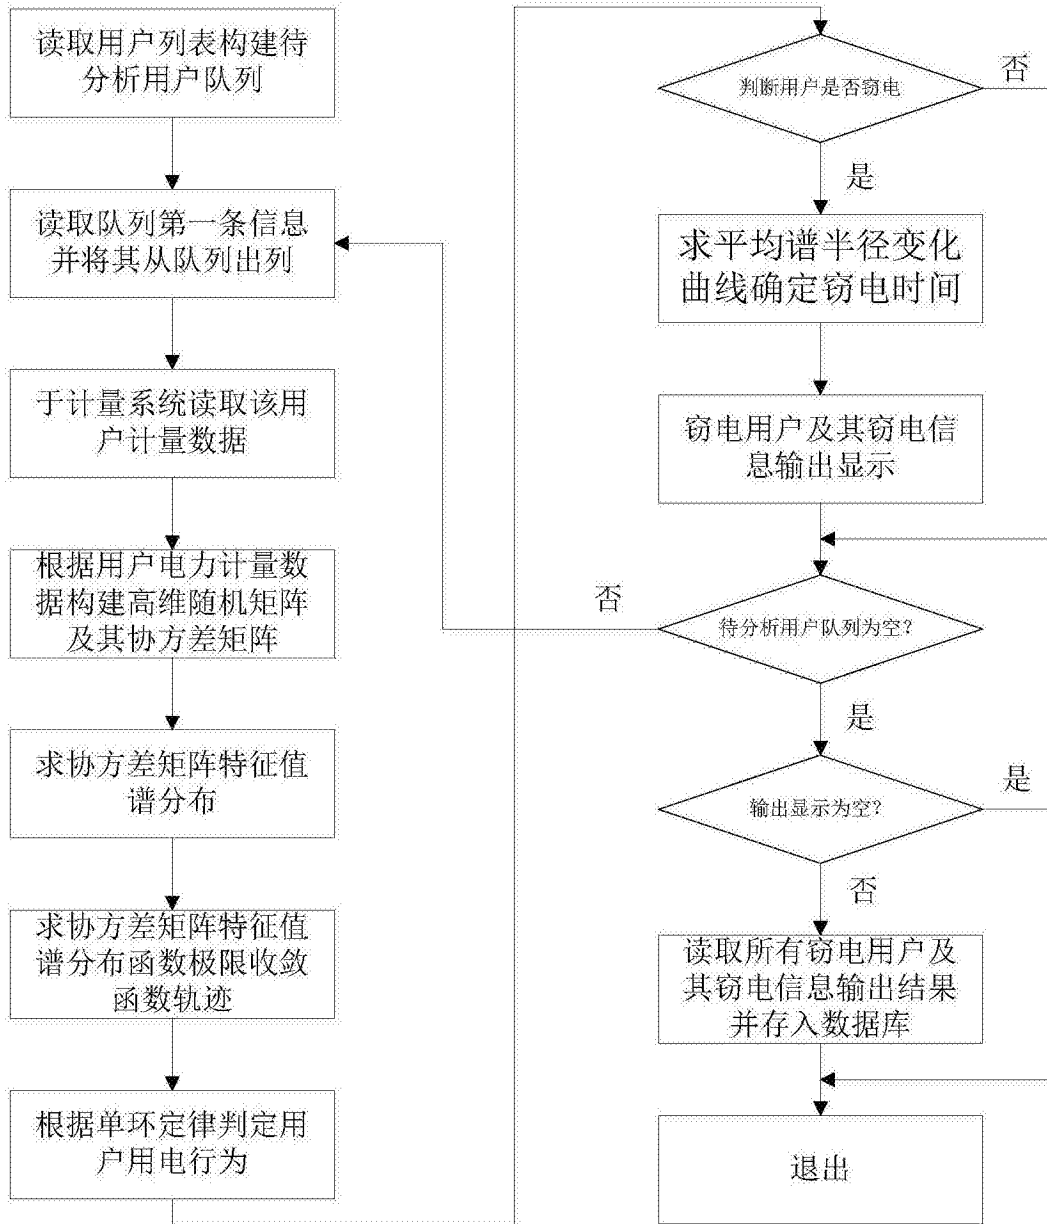 读取用户列表构建待
分析用户队列
读取队列第一条信息
并将其从队列出列
于计量系统读取该用
户计量数据
根据用户电力计量数
据构建高维随机矩阵
及其协方差矩阵
求协方差矩阵特征值
谱分布
求协方差矩阵特征值
谱分布函数极限收敛
函数轨迹
根据单环定律判定用
户用电行为
判断用户是否窃电
否
是
求平均谱半径变化
曲线确定窃电时间
窃电用户及其窃电信
息输出显示
否
待分析用户队列为空?
是
输出显示为空?
是
否
读取所有窃电用户及
其窃电信息输出结果
并存入数据库
退出